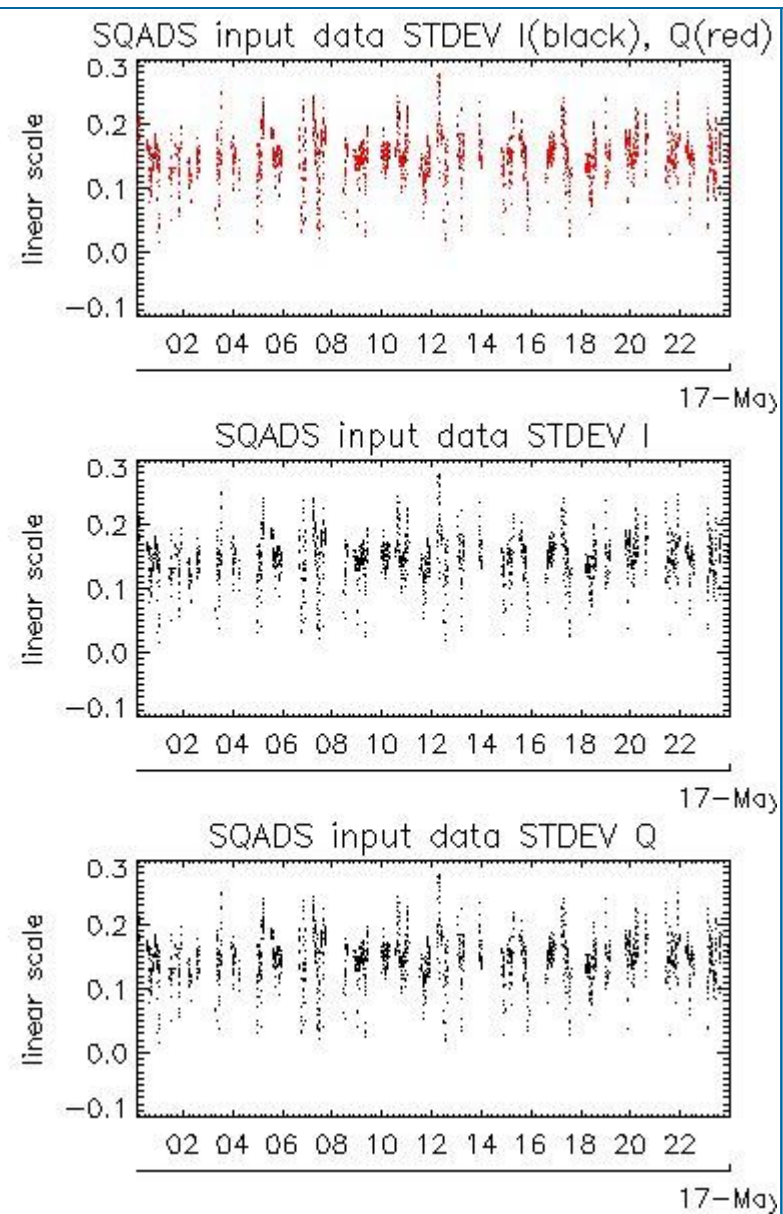 SQADS input data STDEV I(black), Q(red)
0.3
0.2
0.1
0.0
−0.1
linear scale
02 04 06 08 10 12 14 16 18 20 22
17−May
SQADS input data STDEV I
0.3
0.2
0.1
0.0
−0.1
linear scale
02 04 06 08 10 12 14 16 18 20 22
17−May
SQADS input data STDEV Q
0.3
0.2
0.1
0.0
−0.1
linear scale
02 04 06 08 10 12 14 16 18 20 22
17−May